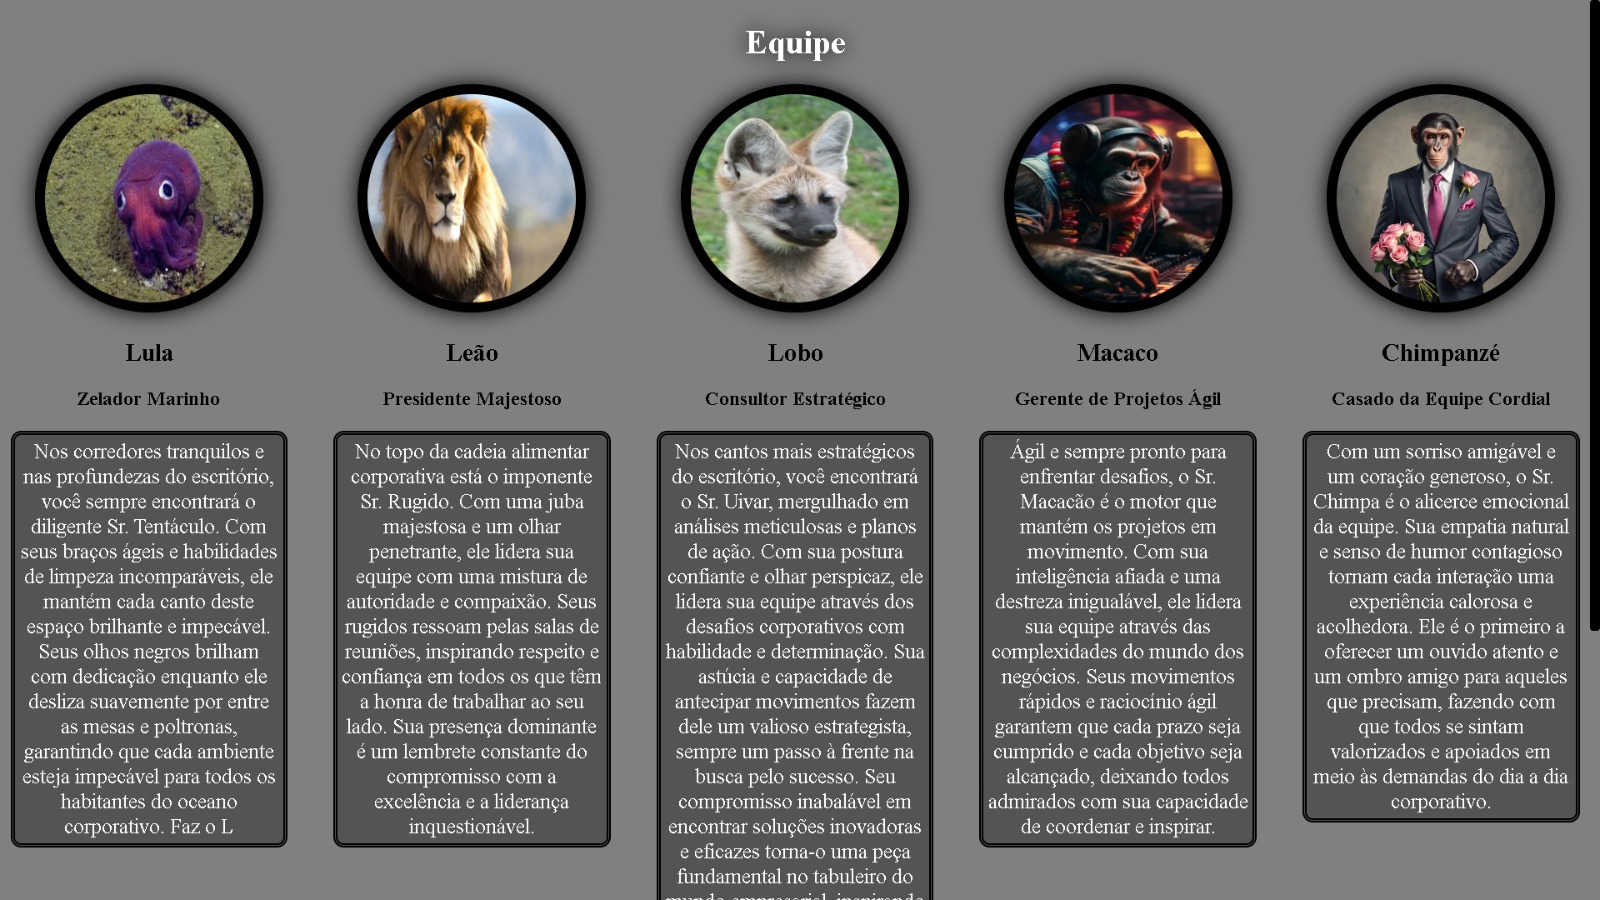 Equipe
Lula
Zelador Marinho
Nos corredores tranquilos e
nas profundezas do escritório,
você sempre encontrará o
diligente Sr. Tentáculo. Com
seus braços ágeis e habilidades
de limpeza incomparáveis, ele
mantém cada canto deste
espaço brilhante e impecável.
Seus olhos negros brilham
com dedicação enquanto ele
desliza suavemente por entre
as mesas e poltronas,
garantindo que cada ambiente
esteja impecável para todos os
habitantes do oceano
corporativo. Faz o L
Leão
Presidente Majestoso
No topo da cadeia alimentar
corporativa está o imponente
Sr. Rugido. Com uma juba
majestosa e um olhar
penetrante, ele lidera sua
equipe com uma mistura de
autoridade e compaixão. Seus
rugidos ressoam pelas salas de
reuniões, inspirando respeito e
confiança em todos os que têm
a honra de trabalhar ao seu
lado. Sua presença dominante
é um lembrete constante do
compromisso com a
excelência e a liderança
inquestionável.
Lobo
Consultor Estratégico
Nos cantos mais estratégicos
do escritório, você encontrará
o Sr. Uivar, mergulhado em
análises meticulosas e planos
de ação. Com sua postura
confiante e olhar perspicaz, ele
lidera sua equipe através dos
desafios corporativos com
habilidade e determinação. Sua
astúcia e capacidade de
antecipar movimentos fazem
dele um valioso estrategista,
sempre um passo à frente na
busca pelo sucesso. Seu
compromisso inabalável em
encontrar soluções inovadoras
e eficazes torna-o uma peça
fundamental no tabuleiro do
mundo empresarial, inspirando
Macaco
Gerente de Projetos Ágil
Ágil e sempre pronto para
enfrentar desafios, o Sr.
Macacão é o motor que
mantém os projetos em
movimento. Com sua
inteligência afiada e uma
destreza inigualável, ele lidera
sua equipe através das
complexidades do mundo dos
negócios. Seus movimentos
rápidos e raciocínio ágil
garantem que cada prazo seja
cumprido e cada objetivo seja
alcançado, deixando todos
admirados com sua capacidade
de coordenar e inspirar.
Chimpanzé
Casado da Equipe Cordial
Com um sorriso amigável e
um coração generoso, o Sr.
Chimpa é o alicerce emocional
da equipe. Sua empatia natural
e senso de humor contagioso
tornam cada interação uma
experiência calorosa e
acolhedora. Ele é o primeiro a
oferecer um ouvido atento e
um ombro amigo para aqueles
que precisam, fazendo com
que todos se sintam
valorizados e apoiados em
meio às demandas do dia a dia
corporativo.